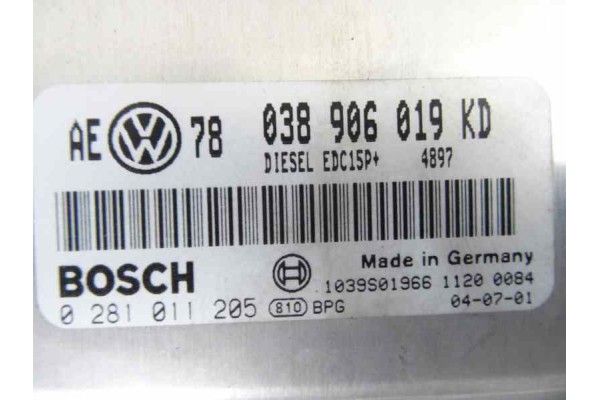 AE VW 78 038 906 019 KD
DIESEL EDC15P+ 4897
Made in Germany
BOSCH 1039S01966 1120 0084
0 281 011 205 810 BPG 04-07-01